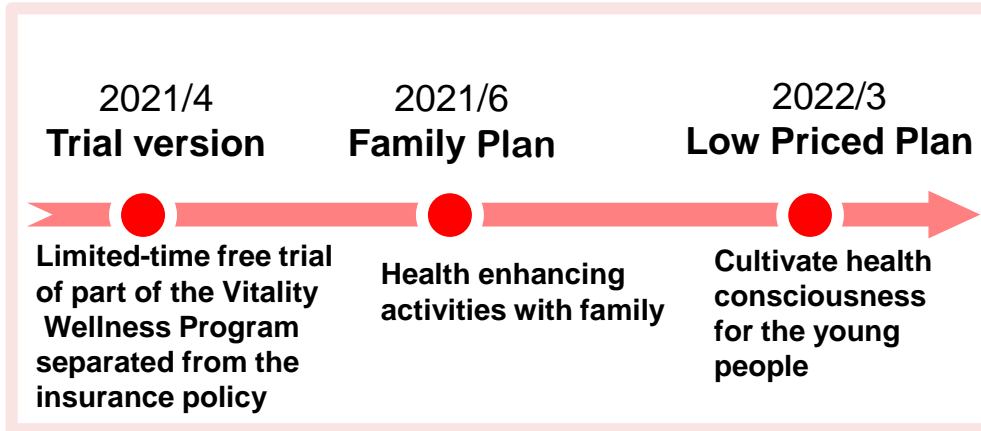 2021/4
Trial version
Limited-time free trial
of part of the Vitality
Wellness Program
separated from the
insurance policy
2021/6
Family Plan
Health enhancing
activities with family
2022/3
Low Priced Plan
Cultivate health
consciousness
for the young
people